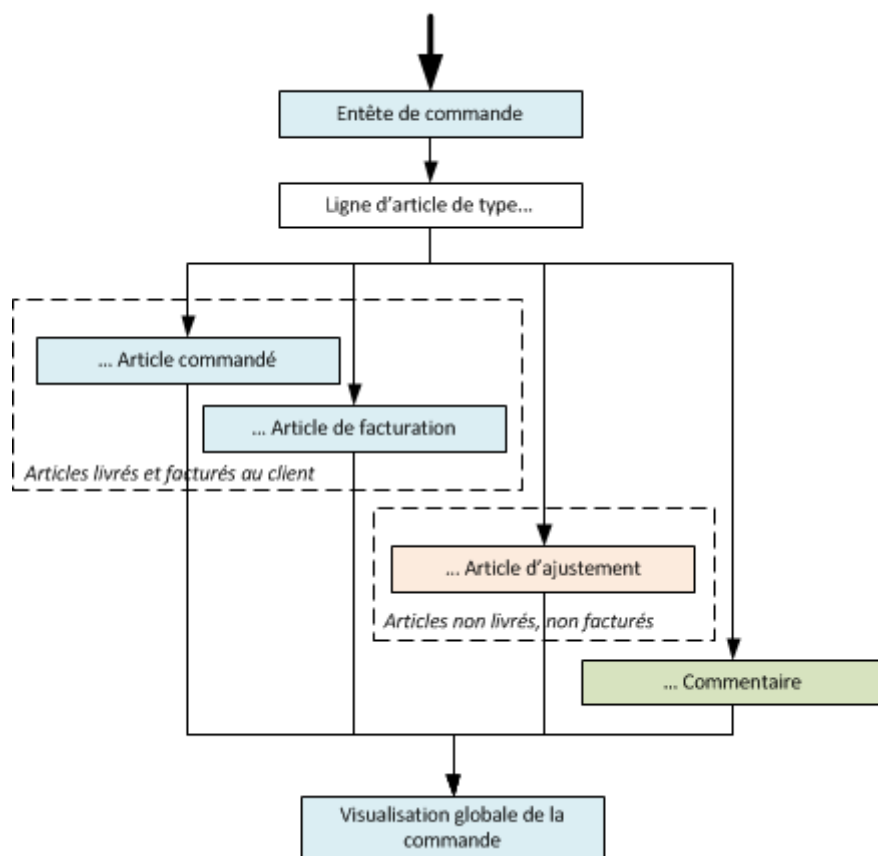 Entête de commande
Ligne d'article de type...
... Article commandé
... Article de facturation
Articles livrés et facturés au client
... Article d'ajustement
Articles non livrés, non facturés
... Commentaire
Visualisation globale de la
commande